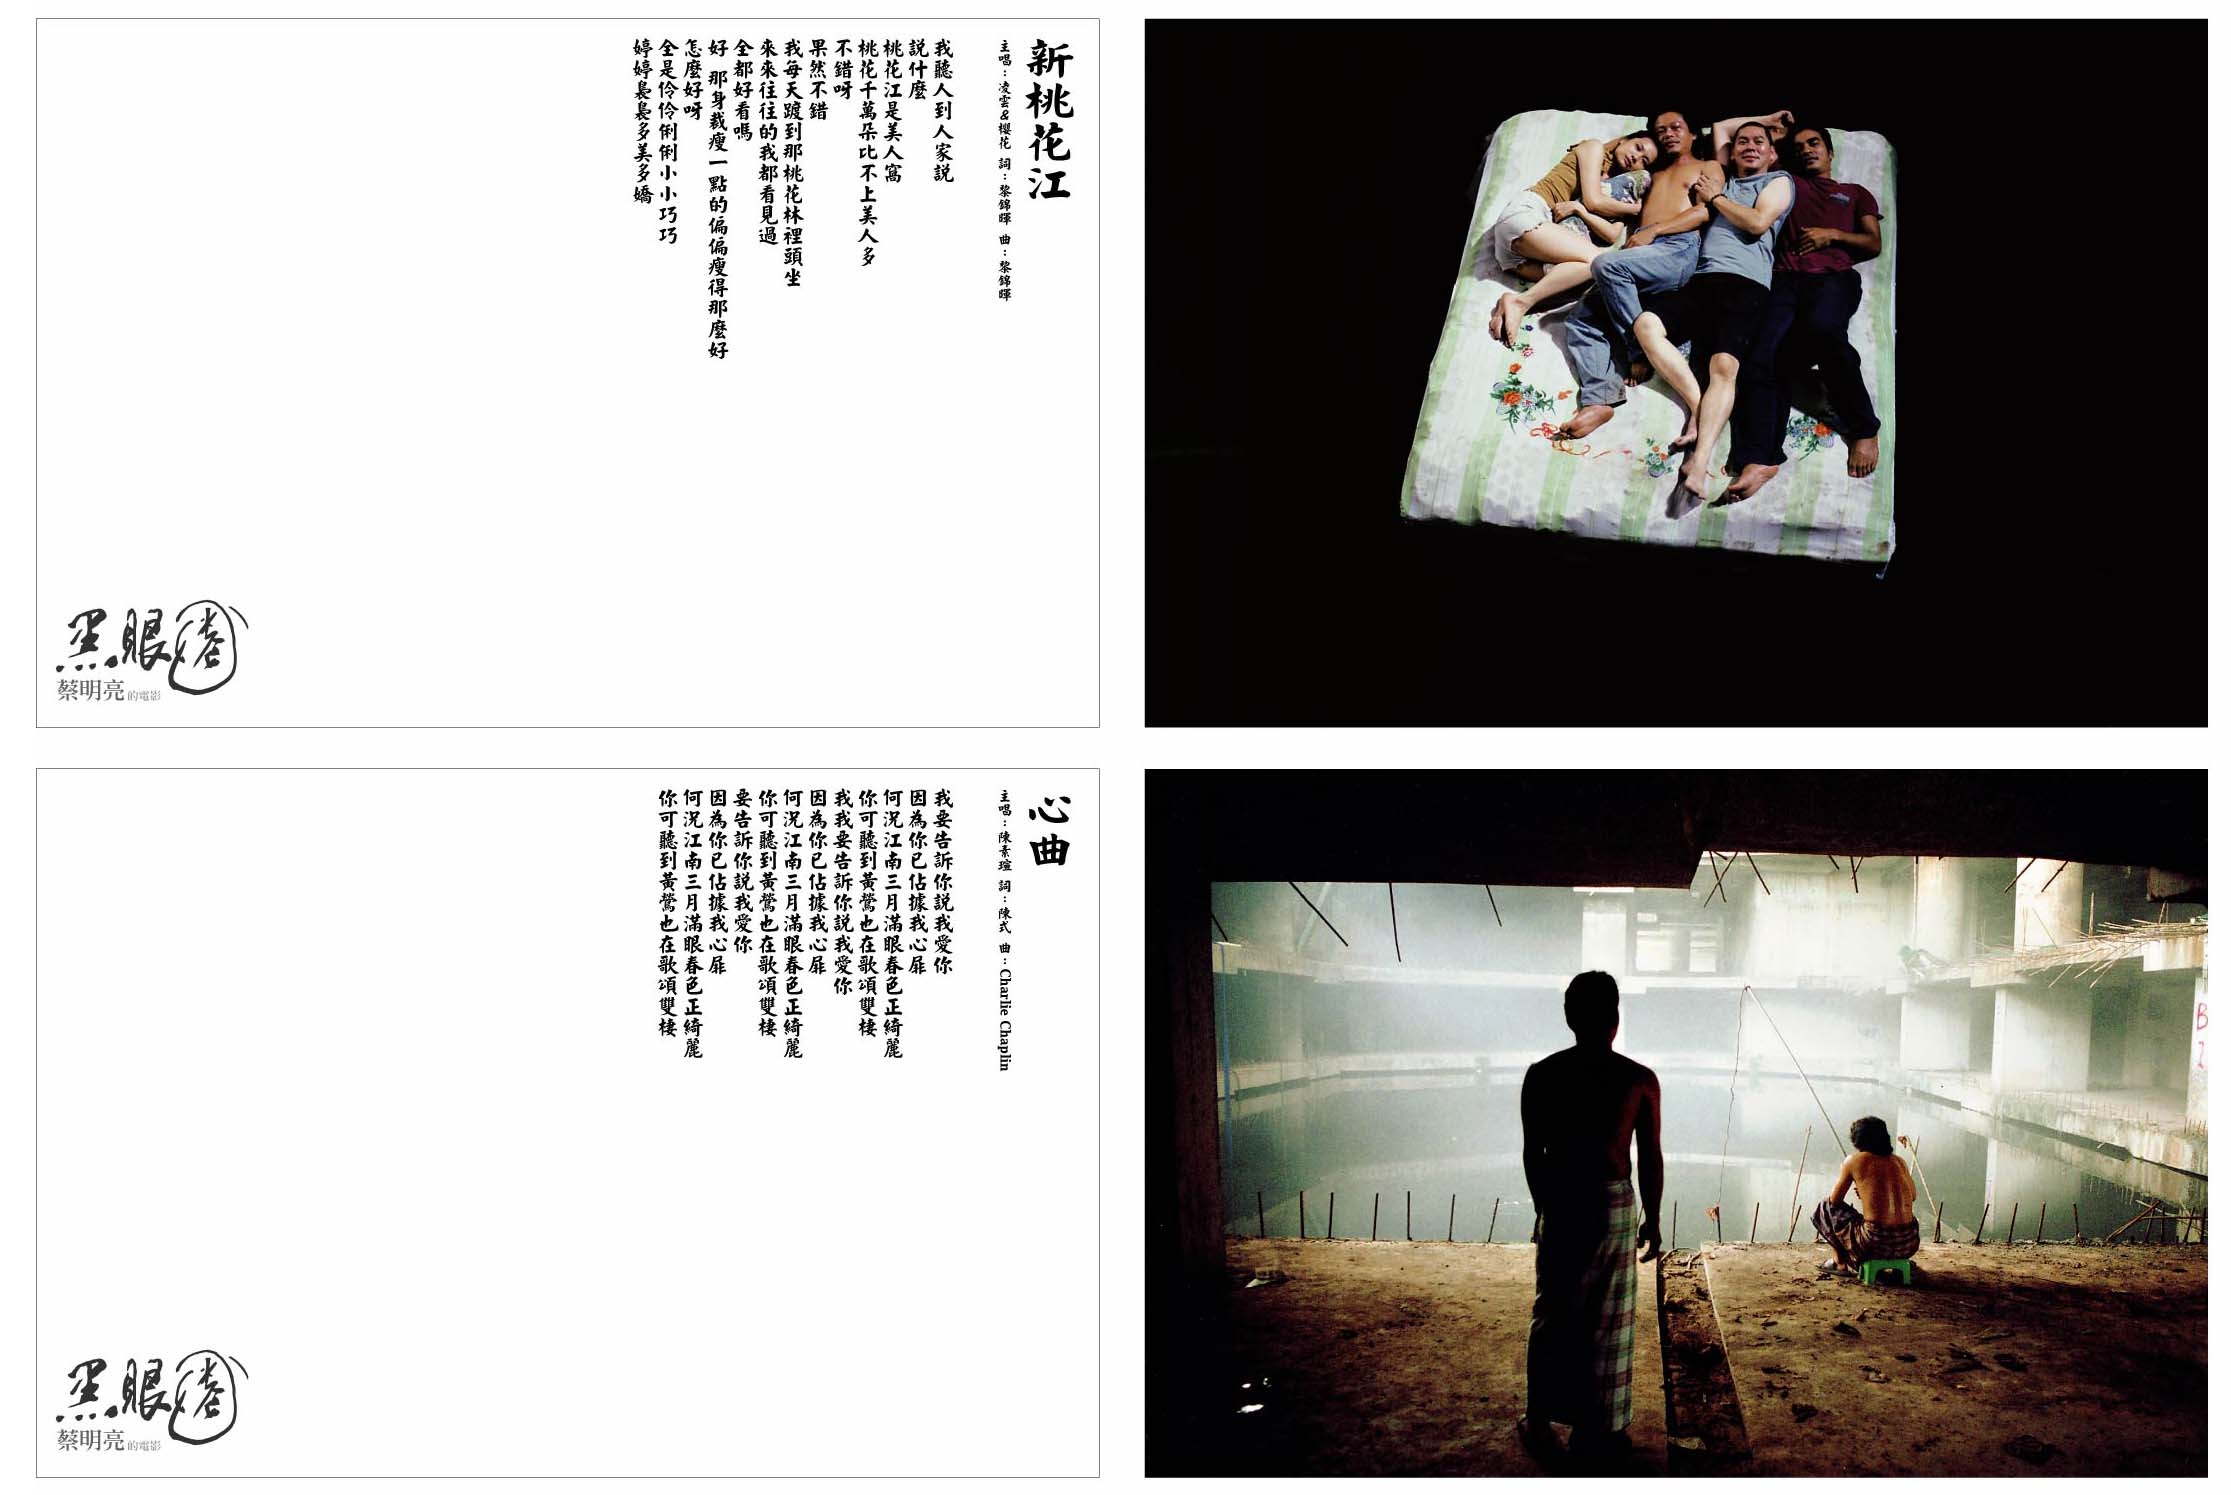 新桃花江
主唱：凌雲&櫻花 詞：黎錦暉 曲：黎錦暉
我聽人到人家説
説什麼
桃花江是美人窩
桃花千萬朵比不上美人多
不錯呀
果然不錯
我每天踱到那桃花林裡頭坐
來來往往的我都看見過
全都好看嗎
好 那身裁瘦一點的偏偏瘦得那麼好
怎麼好呀
全是伶伶俐俐小小巧巧
婷婷裊裊多美多嬌
黑眼圈
蔡明亮的電影
心曲
主唱：陳素瑄 詞：陳式 曲：Charlie Chaplin
我要告訴你説我愛你
因為你已佔據我心扉
何況江南三月滿眼春色正綺麗
你可聽到黃鶯也在歌頌雙棲
我我要告訴你説我愛你
因為你已佔據我心扉
何況江南三月滿眼春色正綺麗
你可聽到黃鶯也在歌頌雙棲
要告訴你説我愛你
因為你已佔據我心扉
何況江南三月滿眼春色正綺麗
你可聽到黃鶯也在歌頌雙棲
黑眼圈
蔡明亮的電影
B
2